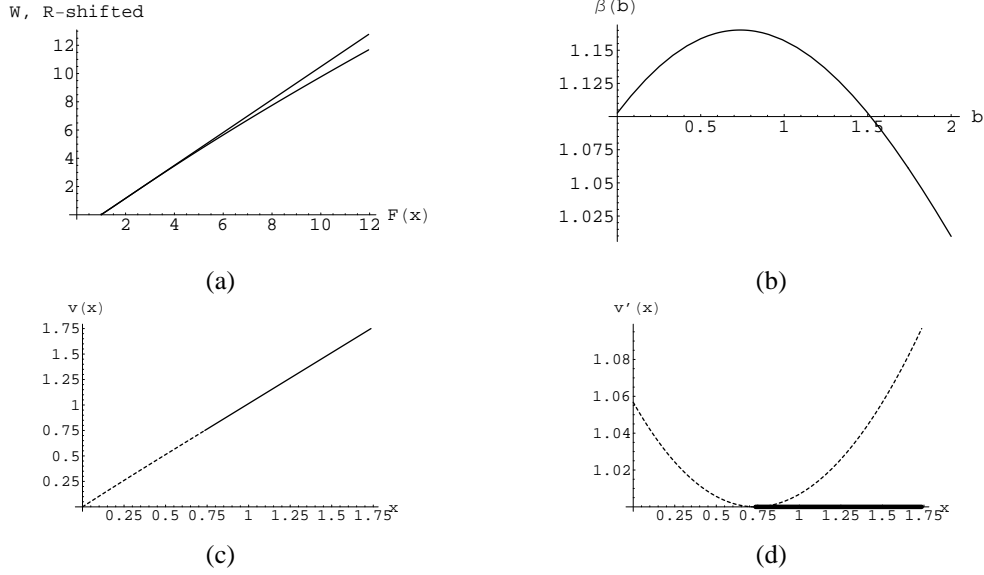 W, R-shifted
12
10
8
6
4
2
2 4 6 8 10 12 F(x)
(a)
β(b)
1.15
1.125
0.5 1 1.5 2 b
1.075
1.05
1.025
(b)
v(x)
1.75
1.5
1.25
1
0.75
0.5
0.25
0.25 0.5 0.75 1 1.25 1.5 1.75 x
(c)
v'(x)
1.08
1.06
1.04
1.02
0.25 0.5 0.75 1 1.25 1.5 1.75 x
(d)